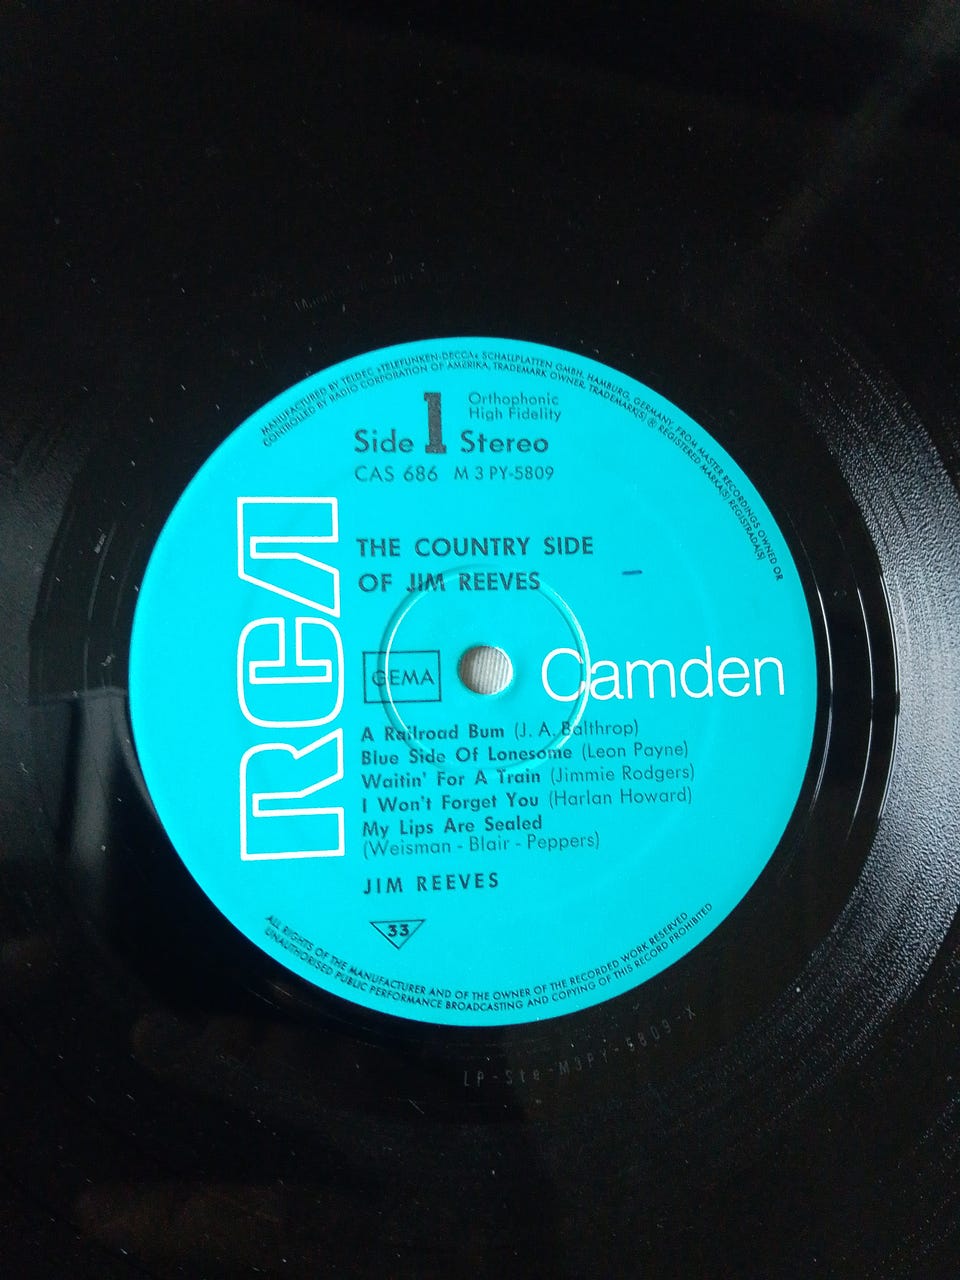 MANUFACTURED BY TELDEC »TELEFUNKEN-DECCA« SCHALLPLATTEN GMBH, HAMBURG, GERMANY, FROM MASTER RECORDINGS OWNED OR
CONTROLLED BY RADIO CORPORATION OF AMERIKA, TRADEMARK OWNER, TRADEMARK(S) ® REGISTERED MARKA(S) REGISTRADA(S)
Side 1 Stereo
Orthophonic
High Fidelity
CAS 686 M 3 PY-5809
THE COUNTRY SIDE
OF JIM REEVES
RCA
GEMA
Camden
A Railroad Bum (J. A. Balthrop)
Blue Side Of Lonesome (Leon Payne)
Waitin' For A Train (Jimmie Rodgers)
I Won't Forget You (Harlan Howard)
My Lips Are Sealed
(Weisman - Blair - Peppers)
JIM REEVES
33
ALL RIGHTS OF THE MANUFACTURER AND OF THE OWNER OF THE RECORDED WORK RESERVED
UNAUTHORISED PUBLIC PERFORMANCE BROADCASTING AND COPYING OF THIS RECORD PROHIBITED
LP-Ste-M3PY-5809-X